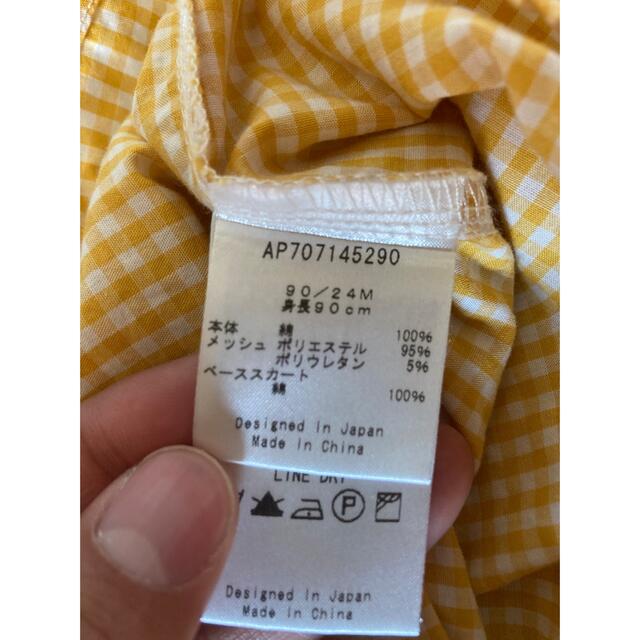 AP707145290
90/24M
身長90cm
本体 綿 100%
メッシュ ポリエステル 95%
ポリウレタン 5%
ベーススカート
綿 100%
Designed In Japan
Made in China
LINE DRY
P
Designed In Japan
Made in China